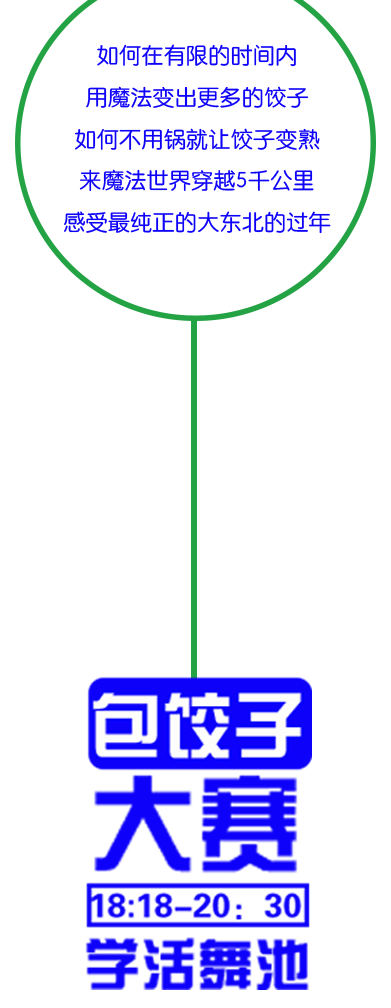 如何在有限的时间内
用魔法变出更多的饺子
如何不用锅就让饺子变熟
来魔法世界穿越5千公里
感受最纯正的大东北的过年
包饺子
大赛
18:18-20：30
学活舞池